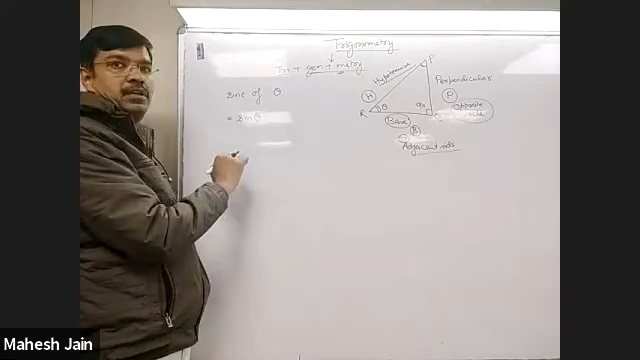 Trigonometry
Tri + gon + metry
sine of θ
= sin θ
P
Hypotenuse
Perpendicular
H
P
θ
90
Opposite
side
R
Base
Q
B
Adjacent side
Mahesh Jain